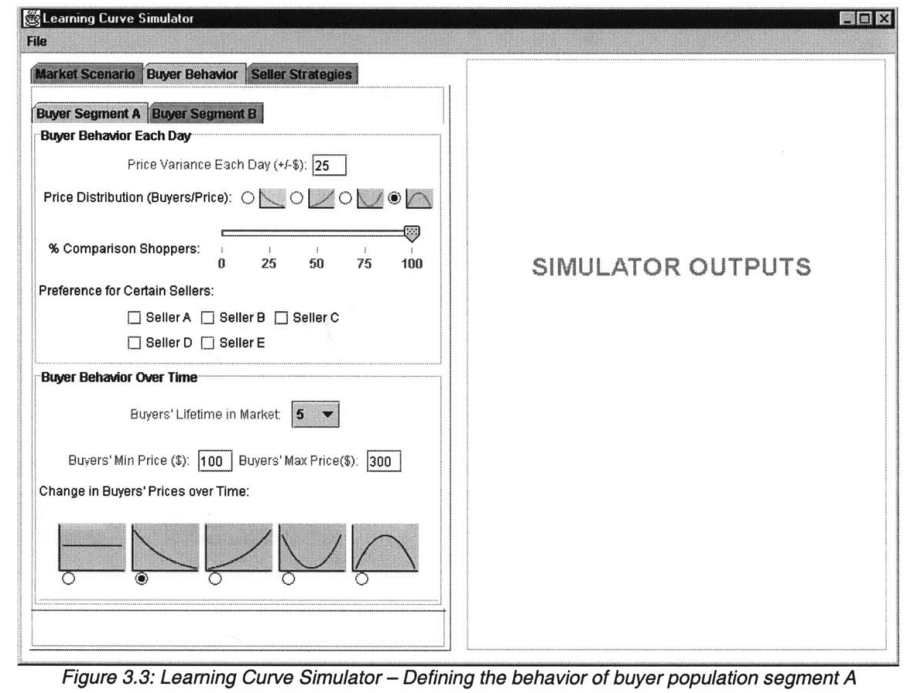 Learning Curve Simulator
File
Market Scenario Buyer Behavior Seller Strategies
Buyer Segment A Buyer Segment B
Buyer Behavior Each Day
Price Variance Each Day (+/-$): 25
Price Distribution (Buyers/Price):
% Comparison Shoppers:
0 25 50 75 100
Preference for Certain Sellers:
Seller A Seller B Seller C
Seller D Seller E
Buyer Behavior Over Time
Buyers' Lifetime in Market: 5
Buyers' Min Price ($): 100 Buyers' Max Price($): 300
Change in Buyers' Prices over Time:
SIMULATOR OUTPUTS
Figure 3.3: Learning Curve Simulator – Defining the behavior of buyer population segment A